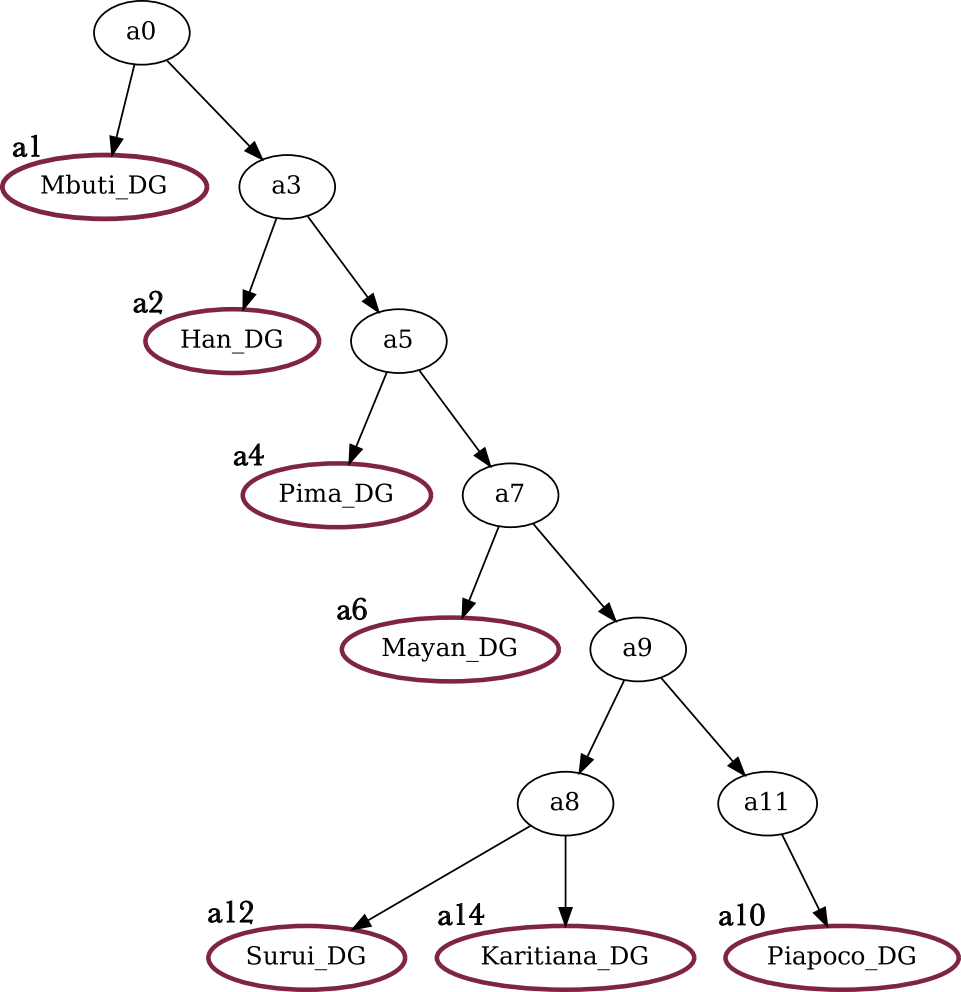 a0
a1
Mbuti_DG
a3
a2
Han_DG
a5
a4
Pima_DG
a7
a6
Mayan_DG
a9
a8
a11
a12
Surui_DG
a14
Karitiana_DG
a10
Piapoco_DG